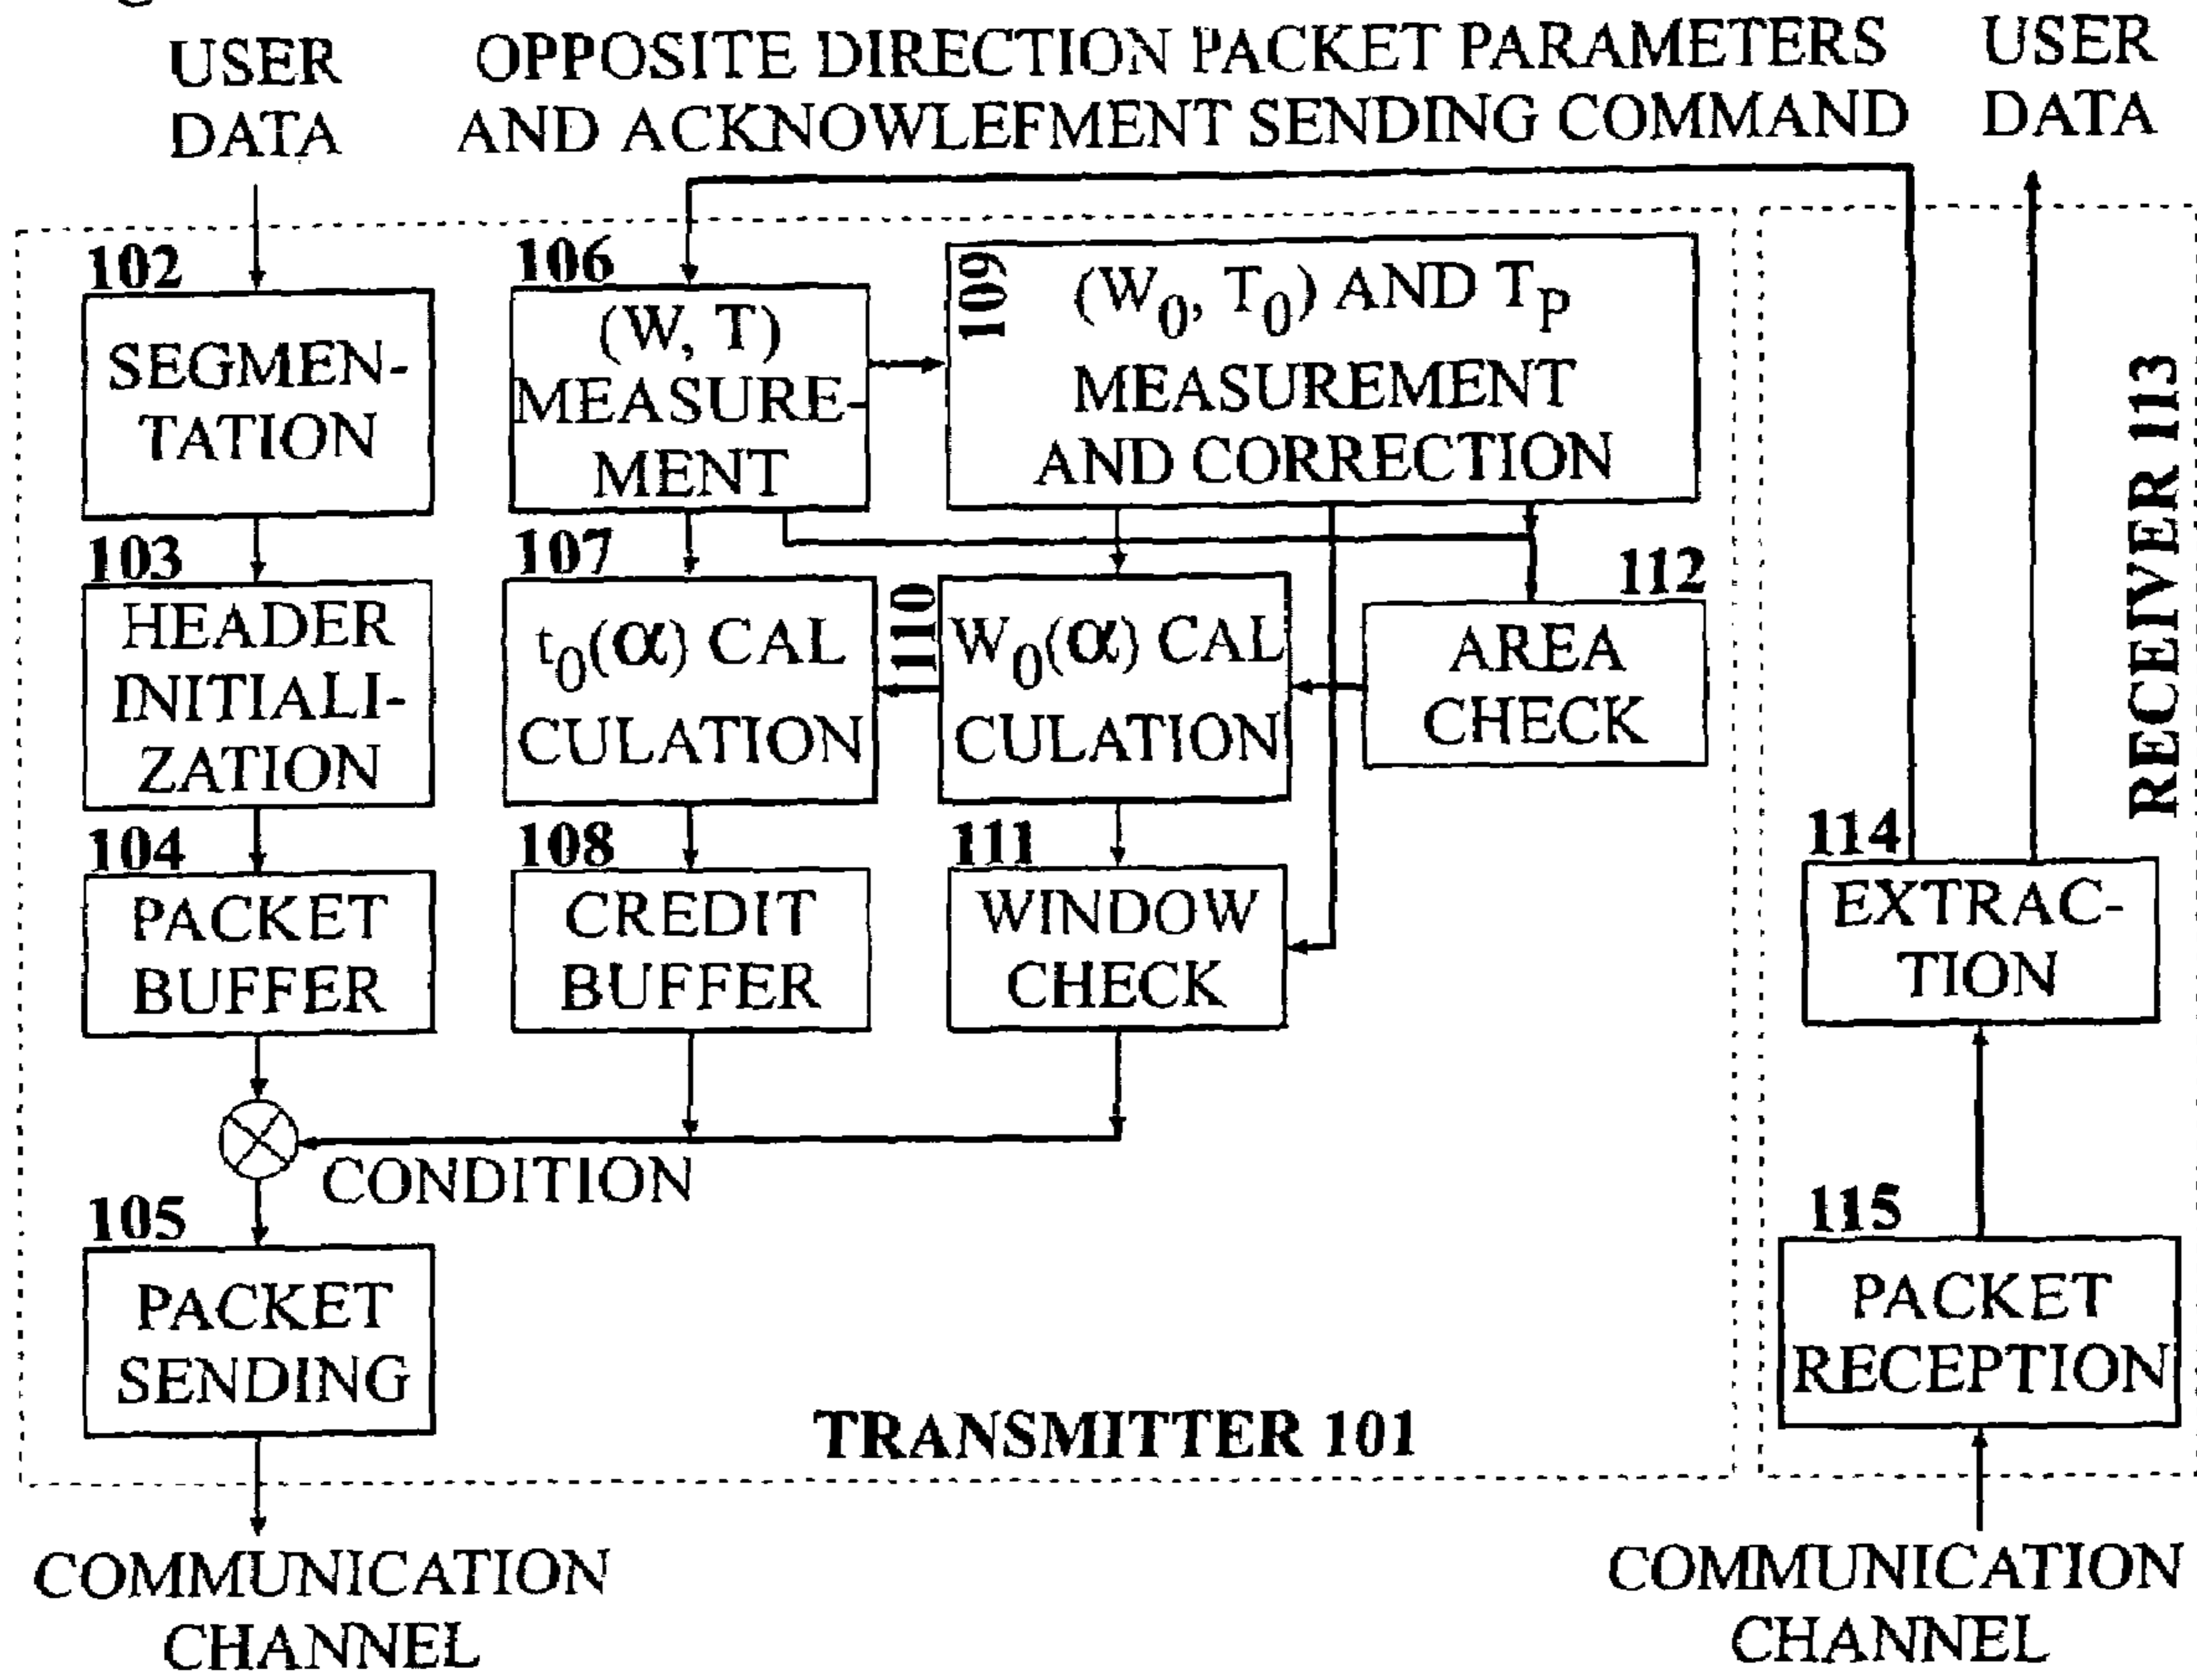 USER
DATA
OPPOSITE DIRECTION PACKET PARAMETERS
AND ACKNOWLEFMENT SENDING COMMAND
USER
DATA
102
SEGMEN-
TATION
103
HEADER
INITIALI-
ZATION
104
PACKET
BUFFER
105
PACKET
SENDING
106
(W, T)
MEASURE-
MENT
107
t0(α) CAL
CULATION
108
CREDIT
BUFFER
109
(W0, T0) AND TP
MEASUREMENT
AND CORRECTION
110
W0(α) CAL
CULATION
111
WINDOW
CHECK
112
AREA
CHECK
CONDITION
TRANSMITTER 101
RECEIVER 113
114
EXTRAC-
TION
115
PACKET
RECEPTION
COMMUNICATION
CHANNEL
COMMUNICATION
CHANNEL